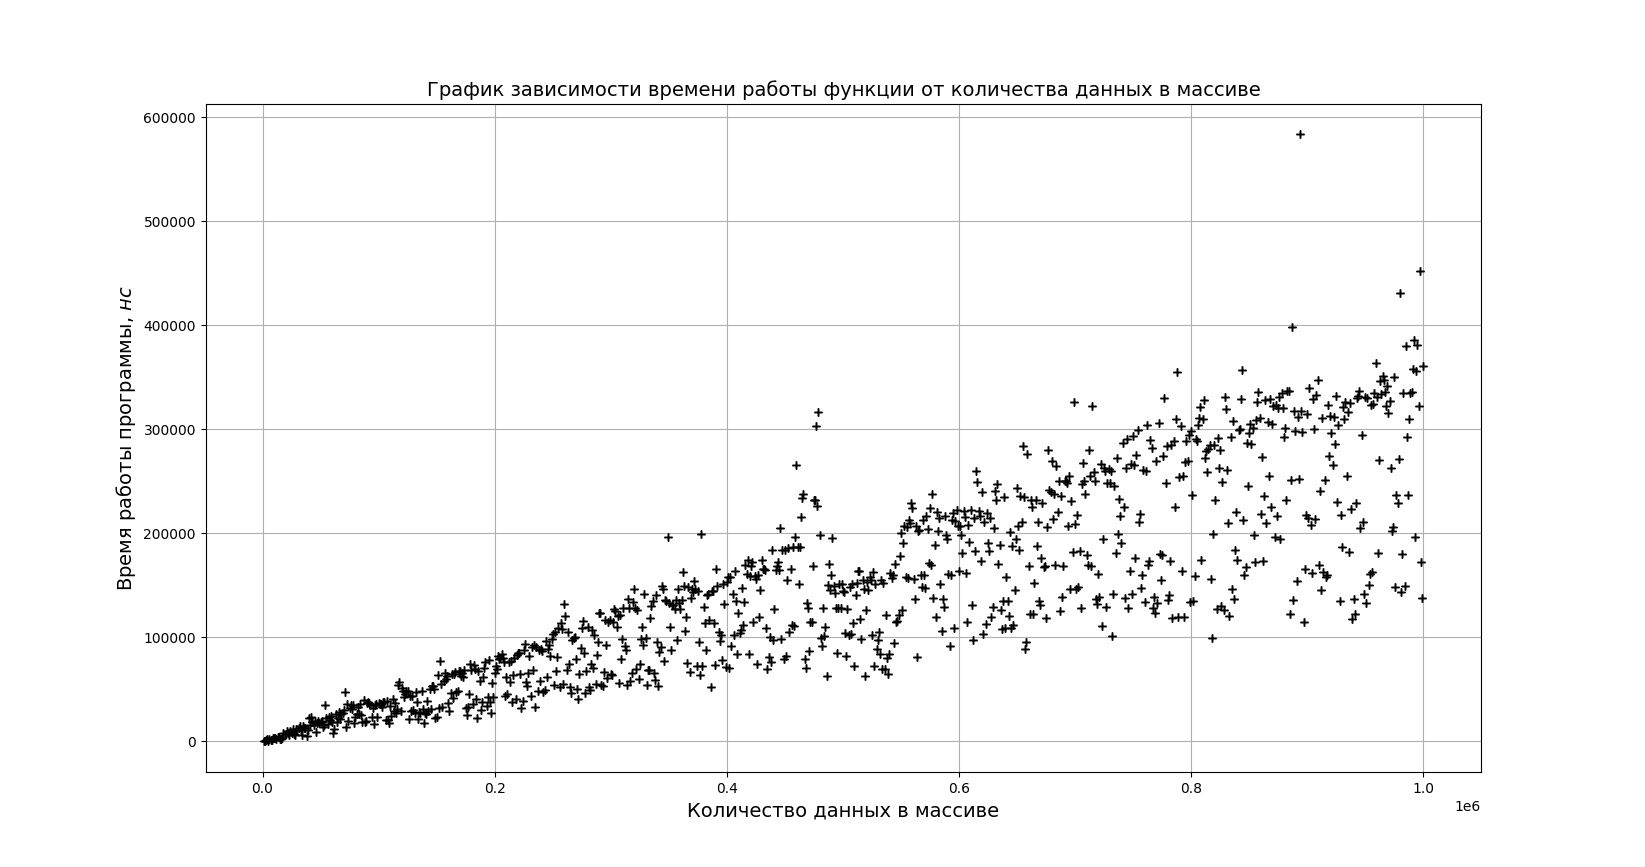 График зависимости времени работы функции от количества данных в массиве
Время работы программы, нс
600000
500000
400000
300000
200000
100000
0
0.0 0.2 0.4 0.6 0.8 1.0
1e6
Количество данных в массиве